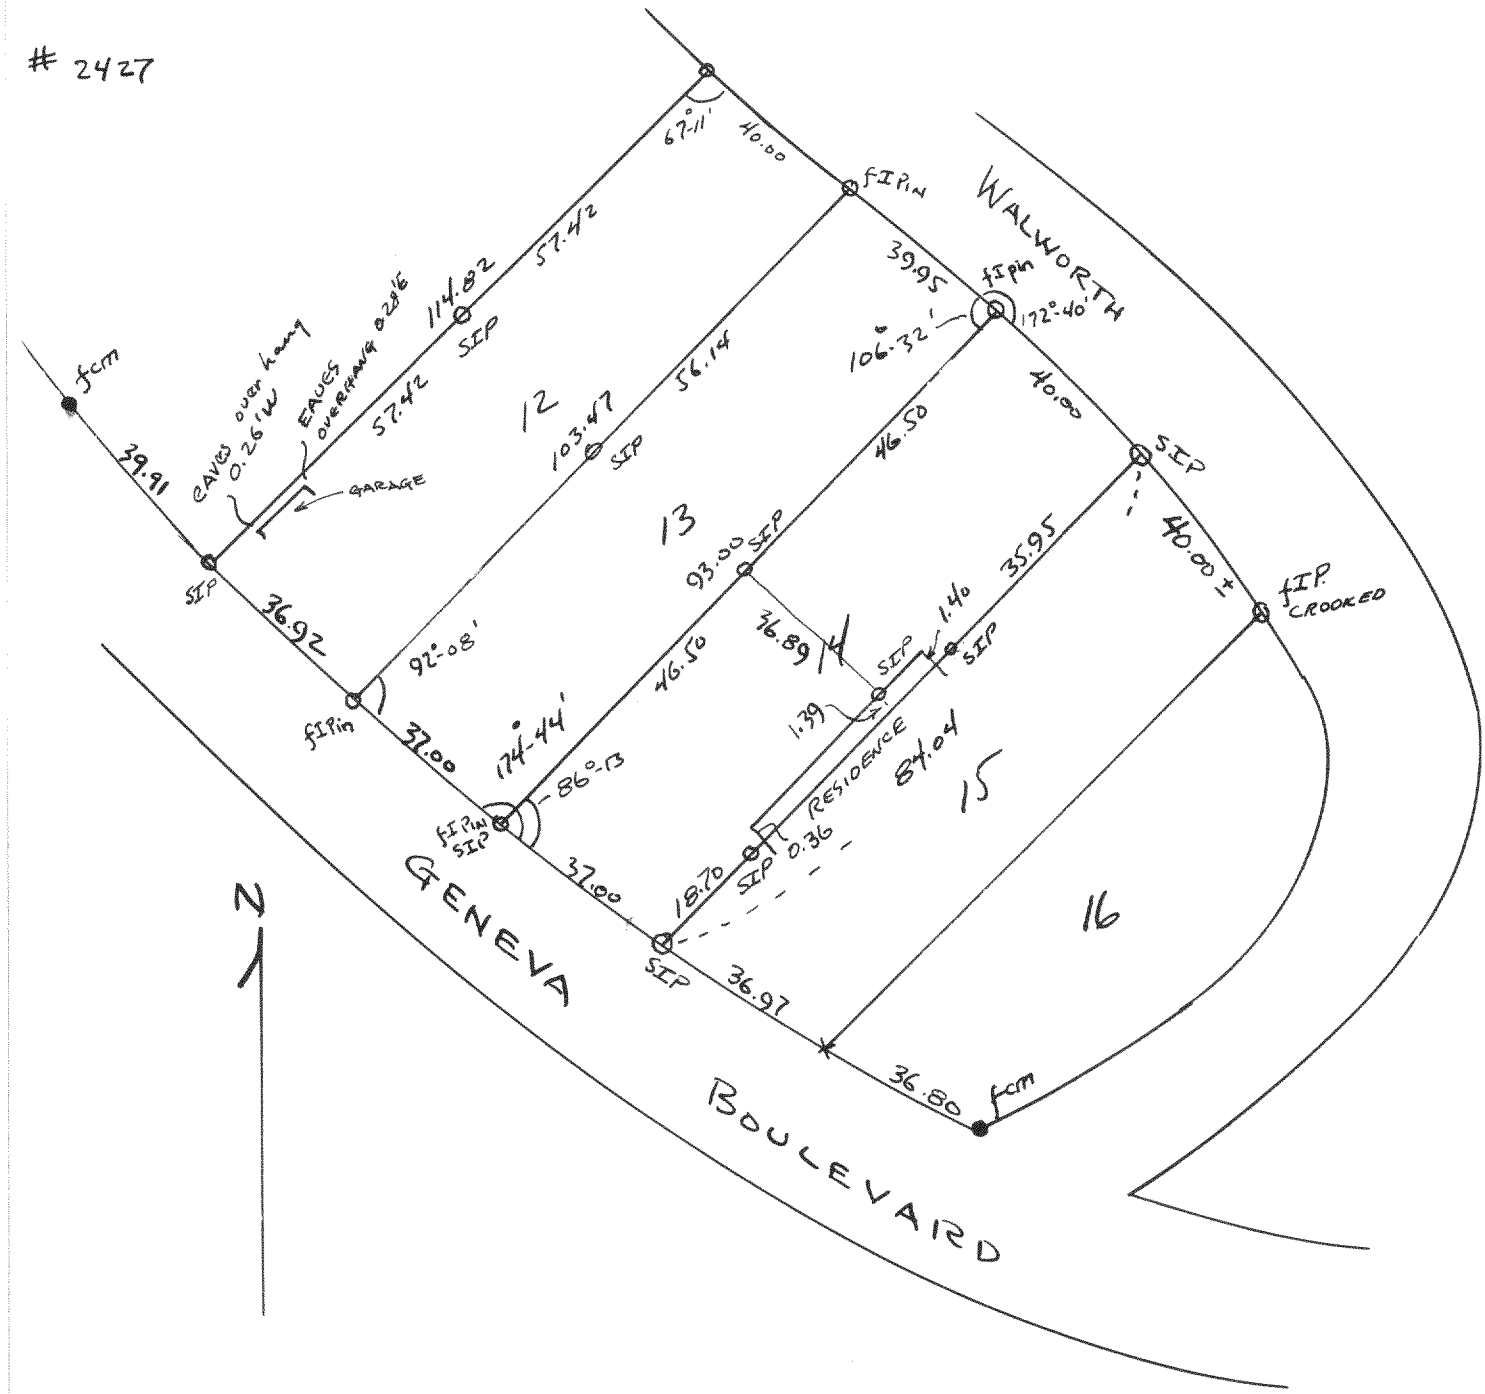 # 2427
67°-11'
40.00
fIPin
WALWORTH
57.42
39.95
fIpin
114.82
SIP
172°-40'
106°-32'
56.14
40.00
fcm
EAVES over hang
0.26'W
EAVES
OVERHANG 0.28'E
57.42
12
103.47
SIP
46.50
SIP
39.91
GARAGE
13
93.00
SIP
35.95
40.00 ±
fIP.
CROOKED
SIP
36.92
36.89
14
1.40
SIP
SIP
92°-08'
46.50
fIPin
1.39
RESIDENCE
84.04
15
37.00
174°-44'
86°-13
fIPin
SIP
0.36
SIP
18.70
37.00
GENEVA
N
16
SIP
36.97
36.80
fcm
BOULEVARD